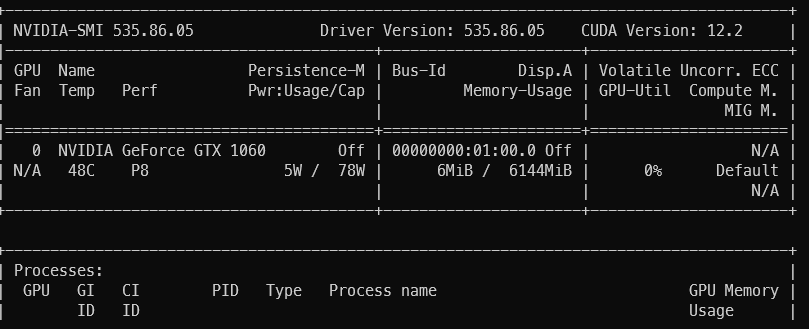 NVIDIA-SMI 535.86.05 Driver Version: 535.86.05 CUDA Version: 12.2
GPU Name Persistence-M | Bus-Id Disp.A | Volatile Uncorr. ECC
Fan Temp Perf Pwr:Usage/Cap | Memory-Usage | GPU-Util Compute M.
MIG M.
0 NVIDIA GeForce GTX 1060 Off | 00000000:01:00.0 Off | N/A
N/A 48C P8 5W / 78W | 6MiB / 6144MiB | 0% Default
N/A
Processes:
GPU GI CI PID Type Process name GPU Memory
ID ID Usage